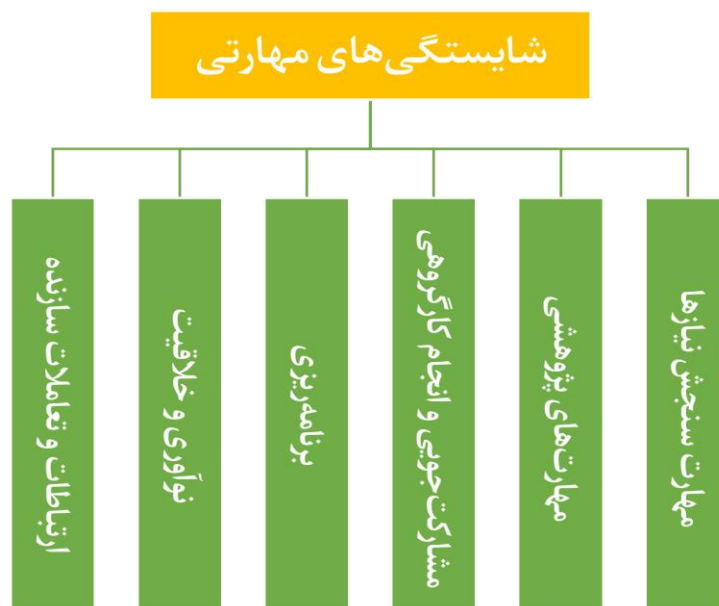 شایستگی‌های مهارتی
مهارت سنجش نیازها
مهارت‌های پژوهشی
مشارکت‌جویی و انجام کارگروهی
برنامه‌ریزی
نوآوری و خلاقیت
ارتباطات و تعاملات سازنده